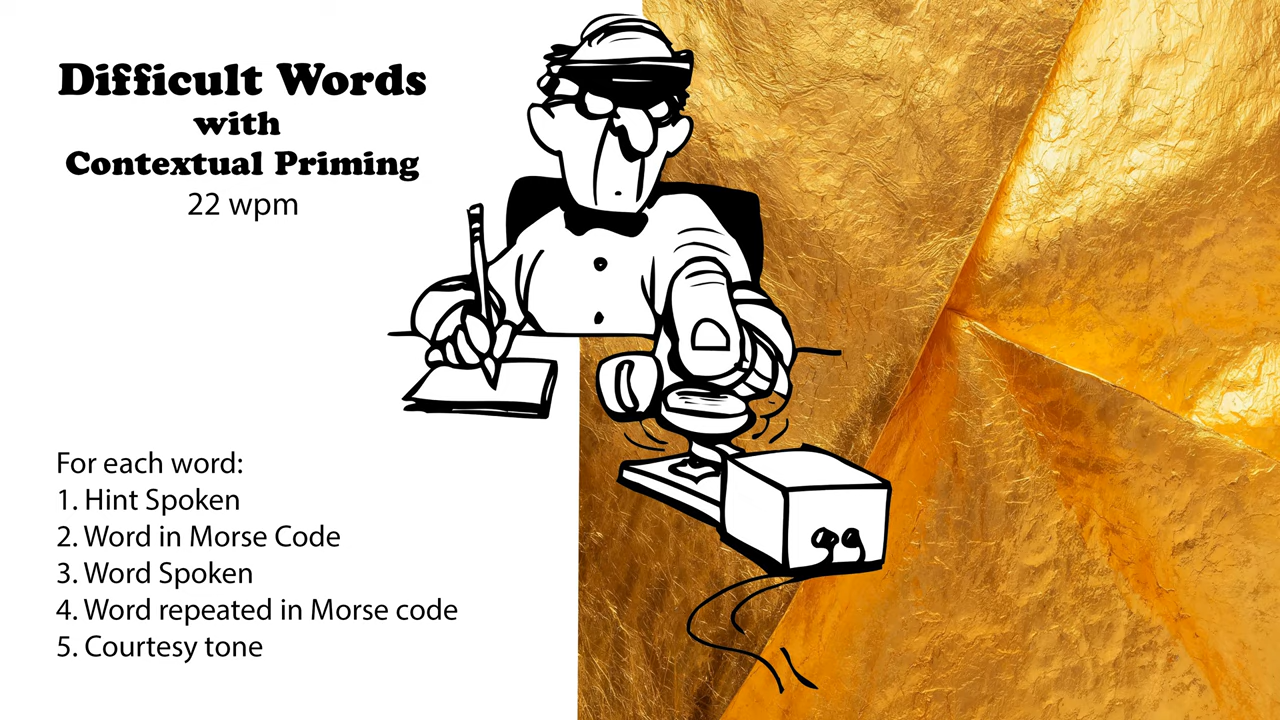 Difficult Words
with
Contextual Priming
22 wpm
For each word:
1. Hint Spoken
2. Word in Morse Code
3. Word Spoken
4. Word repeated in Morse code
5. Courtesy tone